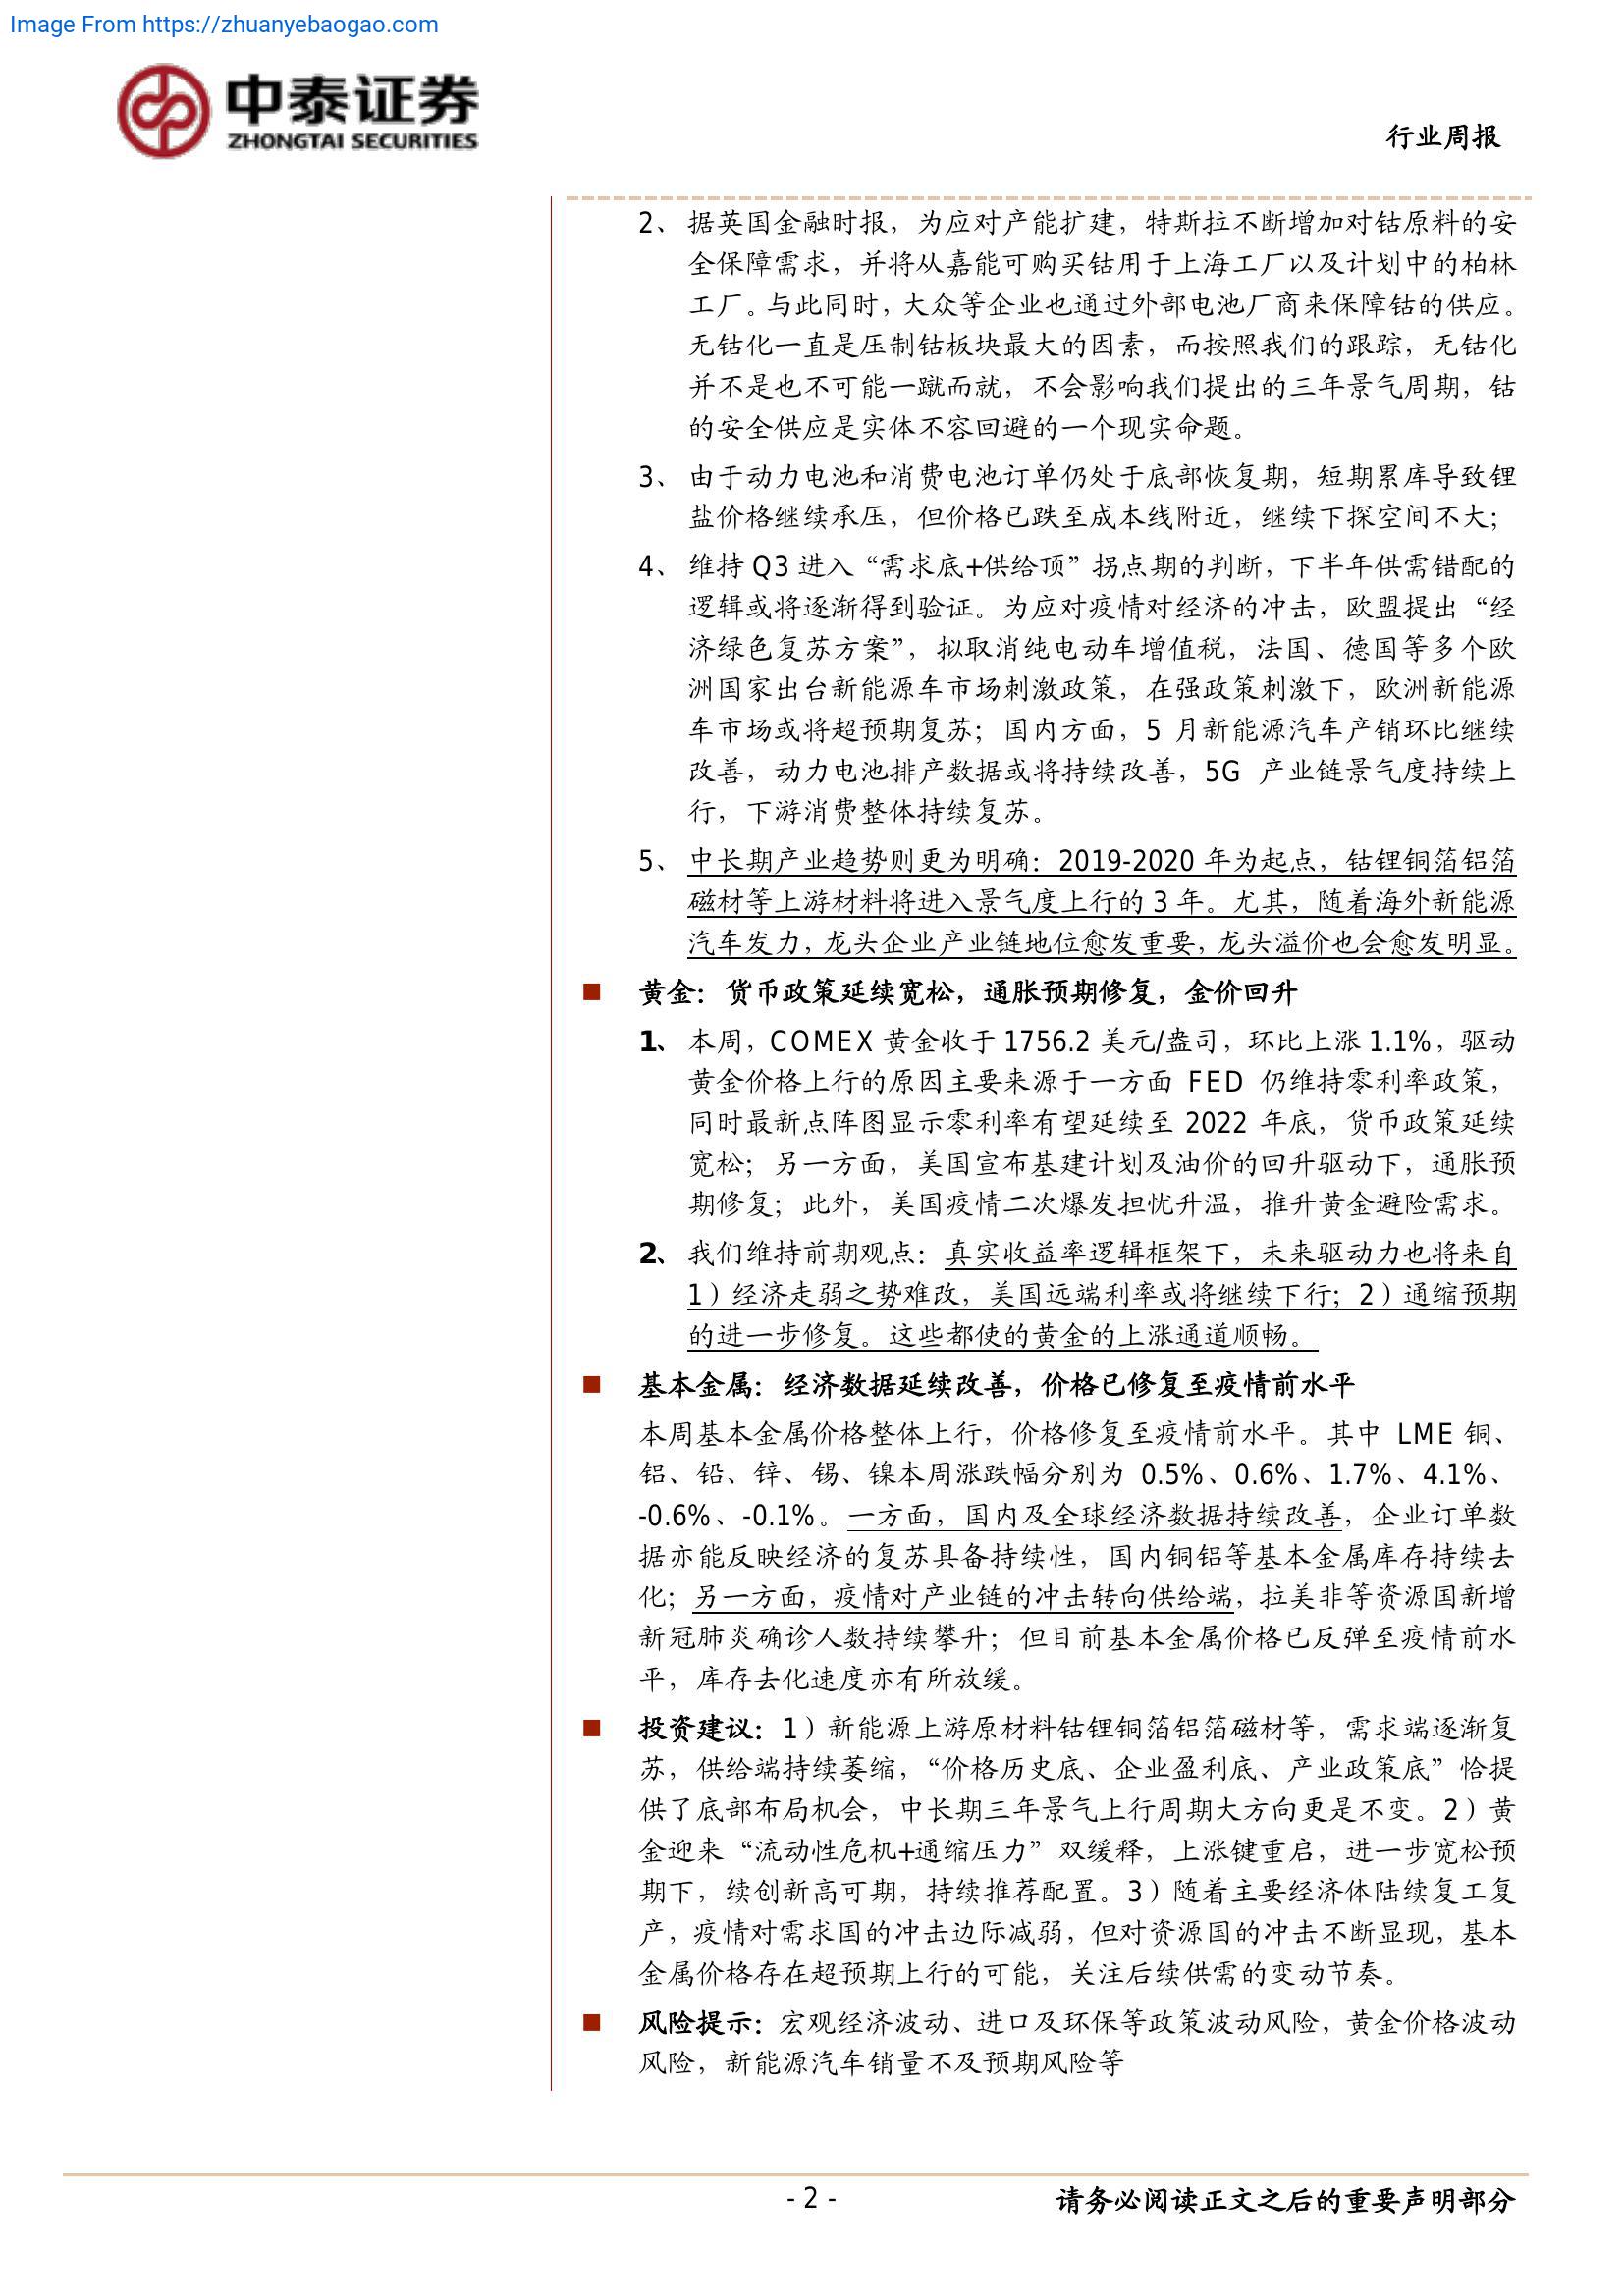 Image From https://zhuanyebaogao.com
中泰证券
ZHONGTAI SECURITIES
行业周报
2、 据英国金融时报，为应对产能扩建，特斯拉不断增加对钴原料的安
全保障需求，并将从嘉能可购买钴用于上海工厂以及计划中的柏林
工厂。与此同时，大众等企业也通过外部电池厂商来保障钴的供应。
无钴化一直是压制钴板块最大的因素，而按照我们的跟踪，无钴化
并不是也不可能一蹴而就，不会影响我们提出的三年景气周期，钴
的安全供应是实体不容回避的一个现实命题。
3、 由于动力电池和消费电池订单仍处于底部恢复期，短期累库导致锂
盐价格继续承压，但价格已跌至成本线附近，继续下探空间不大；
4、 维持 Q3 进入“需求底+供给顶”拐点期的判断，下半年供需错配的
逻辑或将逐渐得到验证。为应对疫情对经济的冲击，欧盟提出“经
济绿色复苏方案”，拟取消纯电动车增值税，法国、德国等多个欧
洲国家出台新能源车市场刺激政策，在强政策刺激下，欧洲新能源
车市场或将超预期复苏；国内方面，5 月新能源汽车产销环比继续
改善，动力电池排产数据或将持续改善，5G 产业链景气度持续上
行，下游消费整体持续复苏。
5、 中长期产业趋势则更为明确：2019-2020 年为起点，钴锂铜箔铝箔
磁材等上游材料将进入景气度上行的 3 年。尤其，随着海外新能源
汽车发力，龙头企业产业链地位愈发重要，龙头溢价也会愈发明显。
■ 黄金：货币政策延续宽松，通胀预期修复，金价回升
1、 本周，COMEX 黄金收于 1756.2 美元/盎司，环比上涨 1.1%，驱动
黄金价格上行的原因主要来源于一方面 FED 仍维持零利率政策，
同时最新点阵图显示零利率有望延续至 2022 年底，货币政策延续
宽松；另一方面，美国宣布基建计划及油价的回升驱动下，通胀预
期修复；此外，美国疫情二次爆发担忧升温，推升黄金避险需求。
2、 我们维持前期观点：真实收益率逻辑框架下，未来驱动力也将来自
1）经济走弱之势难改，美国远端利率或将继续下行；2）通缩预期
的进一步修复。这些都使的黄金的上涨通道顺畅。
■ 基本金属：经济数据延续改善，价格已修复至疫情前水平
本周基本金属价格整体上行，价格修复至疫情前水平。其中 LME 铜、
铝、铅、锌、锡、镍本周涨跌幅分别为 0.5%、0.6%、1.7%、4.1%、
-0.6%、-0.1%。一方面，国内及全球经济数据持续改善，企业订单数
据亦能反映经济的复苏具备持续性，国内铜铝等基本金属库存持续去
化；另一方面，疫情对产业链的冲击转向供给端，拉美非等资源国新增
新冠肺炎确诊人数持续攀升；但目前基本金属价格已反弹至疫情前水
平，库存去化速度亦有所放缓。
■ 投资建议：1）新能源上游原材料钴锂铜箔铝箔磁材等，需求端逐渐复
苏，供给端持续萎缩，“价格历史底、企业盈利底、产业政策底”恰提
供了底部布局机会，中长期三年景气上行周期大方向更是不变。2）黄
金迎来“流动性危机+通缩压力”双缓释，上涨键重启，进一步宽松预
期下，续创新高可期，持续推荐配置。3）随着主要经济体陆续复工复
产，疫情对需求国的冲击边际减弱，但对资源国的冲击不断显现，基本
金属价格存在超预期上行的可能，关注后续供需的变动节奏。
■ 风险提示：宏观经济波动、进口及环保等政策波动风险，黄金价格波动
风险，新能源汽车销量不及预期风险等
- 2 -
请务必阅读正文之后的重要声明部分